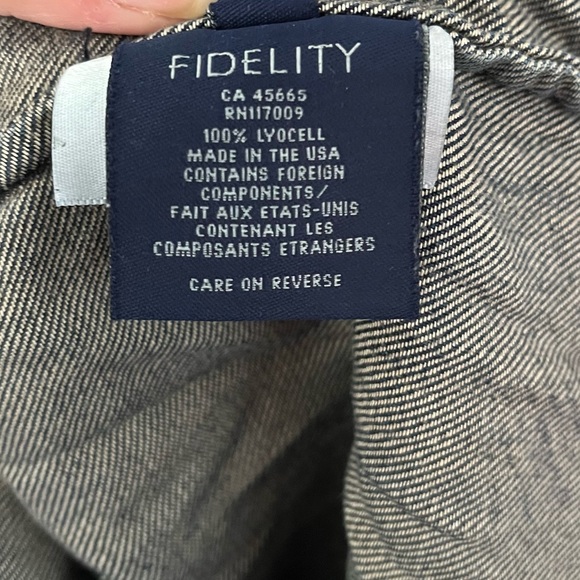 FIDELITY
CA 45665
RN117009
100% LYOCELL
MADE IN THE USA
CONTAINS FOREIGN
COMPONENTS/
FAIT AUX ETATS-UNIS
CONTENANT LES
COMPOSANTS ETRANGERS
CARE ON REVERSE